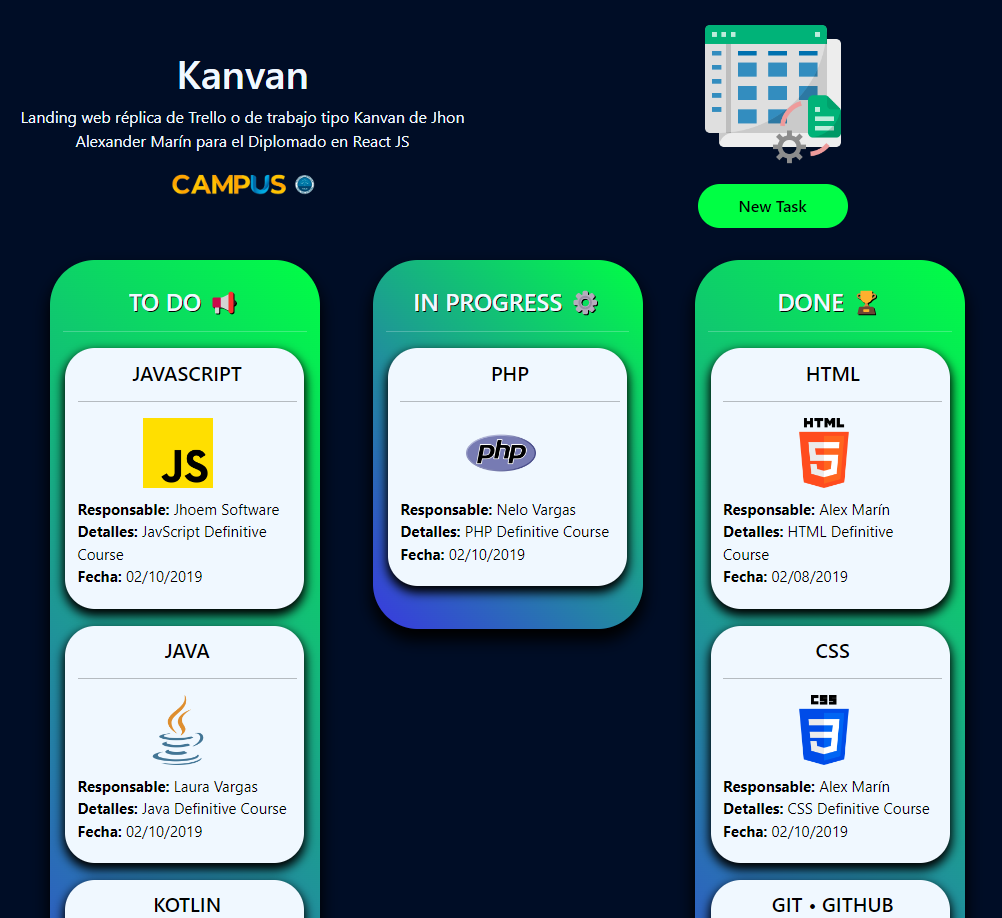 Kanvan
Landing web réplica de Trello o de trabajo tipo Kanvan de Jhon
Alexander Marín para el Diplomado en React JS
CAMPUS
New Task
TO DO
JAVASCRIPT
JS
Responsable: Jhoem Software
Detalles: JavScript Definitive
Course
Fecha: 02/10/2019
JAVA
Responsable: Laura Vargas
Detalles: Java Definitive Course
Fecha: 02/10/2019
KOTLIN
IN PROGRESS
PHP
php
Responsable: Nelo Vargas
Detalles: PHP Definitive Course
Fecha: 02/10/2019
DONE
HTML
HTML
5
Responsable: Alex Marín
Detalles: HTML Definitive
Course
Fecha: 02/08/2019
CSS
CSS
3
Responsable: Alex Marín
Detalles: CSS Definitive Course
Fecha: 02/10/2019
GIT • GITHUB